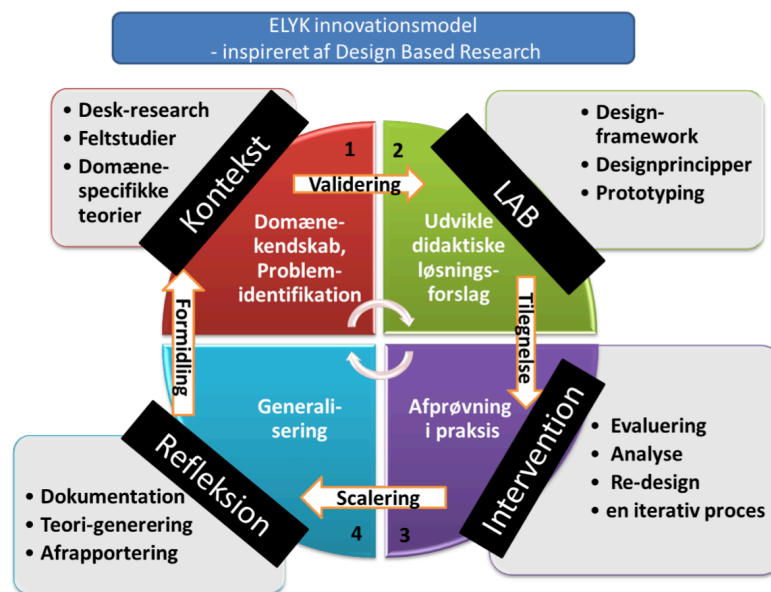 ELYK innovationsmodel
- inspireret af Design Based Research
• Desk-research
• Feltstudier
• Domæne-
specifikke
teorier
Kontekst
1
Domæne-
kendskab,
Problem-
identifikation
Validering
2
Udvikle
didaktiske
løsnings-
forslag
LAB
• Design-
framework
• Designprincipper
• Prototyping
Tilegnelse
Afprøvning
i praksis
3
Intervention
• Evaluering
• Analyse
• Re-design
• en iterativ proces
Scalering
Generali-
sering
4
Refleksion
• Dokumentation
• Teori-generering
• Afrapportering
Formidling